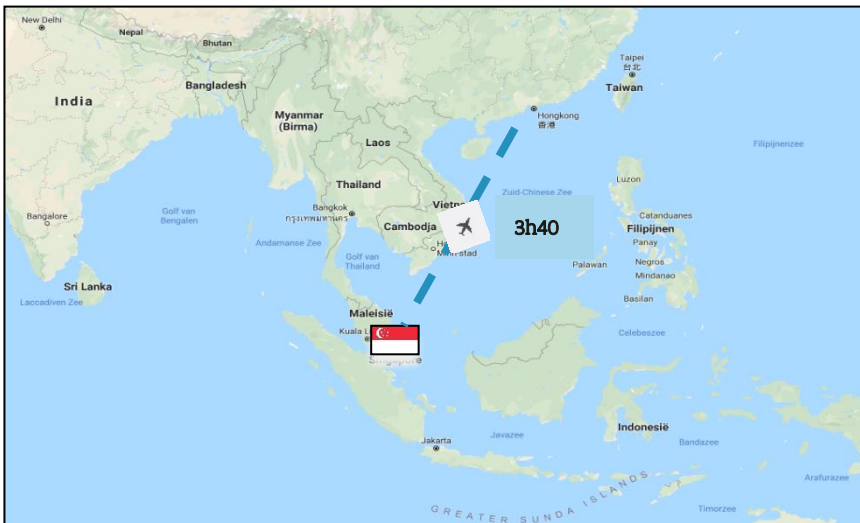 New Delhi
Nepal
Bhutan
Taipei
台北
Bangladesh
Taiwan
India
Myanmar
(Birma)
Hongkong
香港
Laos
Filipijnenzee
Thailand
Luzon
Zuid-Chinese Zee
Bangalore
Golf van
Bengalen
Bangkok
กรุงเทพมหานคร
Cambodja
3h40
Catanduanes
Filipijnen
Panay
Andamanse Zee
Golf van
Thailand
Palawan
Negros
Mindanao
Sri Lanka
Laccadiven Zee
Basilan
Maleisië
Kuala
Celebeszee
Singapore
Indonesië
Jakarta
Javazee
Bandazee
Arafurazee
GREATER SUNDA ISLANDS
Timorzee